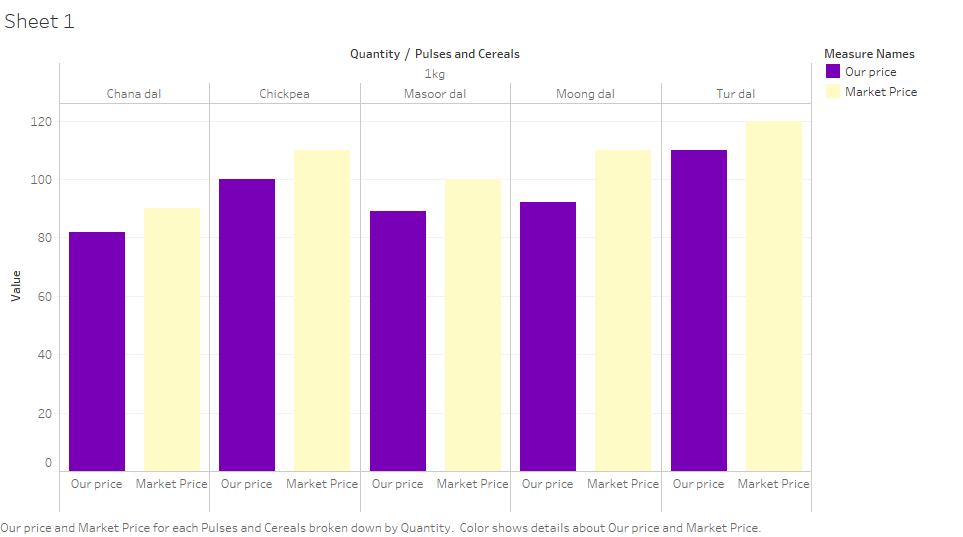 Sheet 1
Quantity / Pulses and Cereals
1kg
Chana dal Chickpea Masoor dal Moong dal Tur dal
Measure Names
Our price
Market Price
120
100
80
60
40
20
0
Value
Our price Market Price Our price Market Price Our price Market Price Our price Market Price Our price Market Price
Our price and Market Price for each Pulses and Cereals broken down by Quantity. Color shows details about Our price and Market Price.